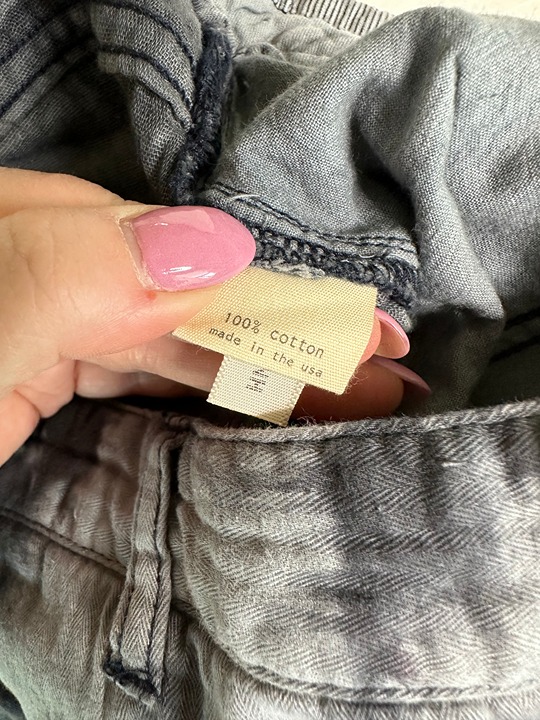 100% cotton
made in the usa